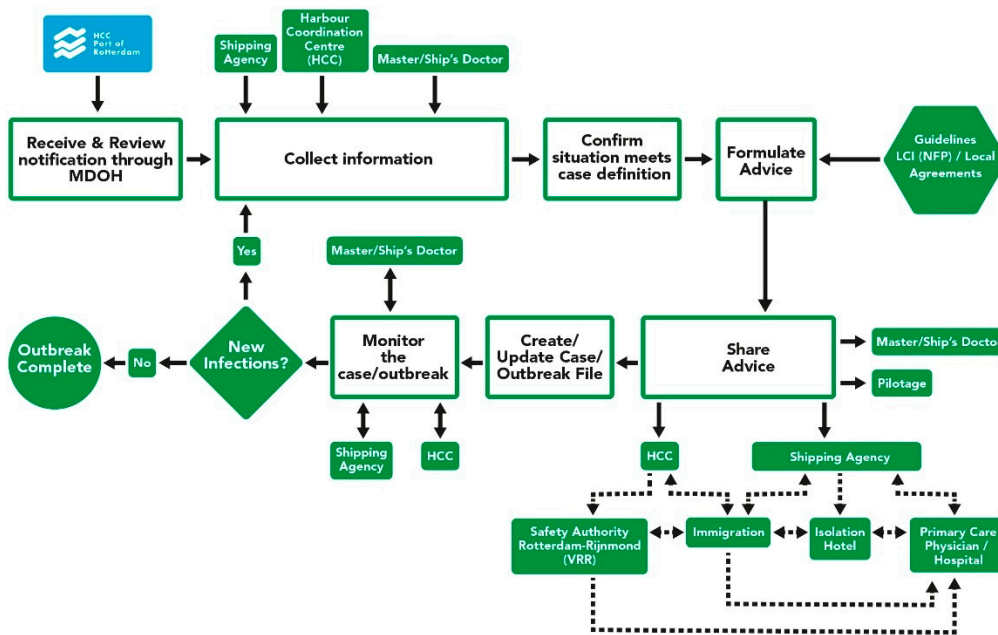 HCC
Port of
Rotterdam
Shipping
Agency
Harbour
Coordination
Centre
(HCC)
Master/Ship's Doctor
Receive & Review
notification through
MDOH
Collect information
Confirm
situation meets
case definition
Formulate
Advice
Guidelines
LCI (NFP) / Local
Agreements
Yes
Master/Ship's Doctor
Outbreak
Complete
No
New
Infections?
Monitor
the
case/outbreak
Create/
Update Case/
Outbreak File
Share
Advice
Master/Ship's Doctor
Pilotage
Shipping
Agency
HCC
HCC
Shipping Agency
Safety Authority
Rotterdam-Rijnmond
(VRR)
Immigration
Isolation
Hotel
Primary Care
Physician /
Hospital